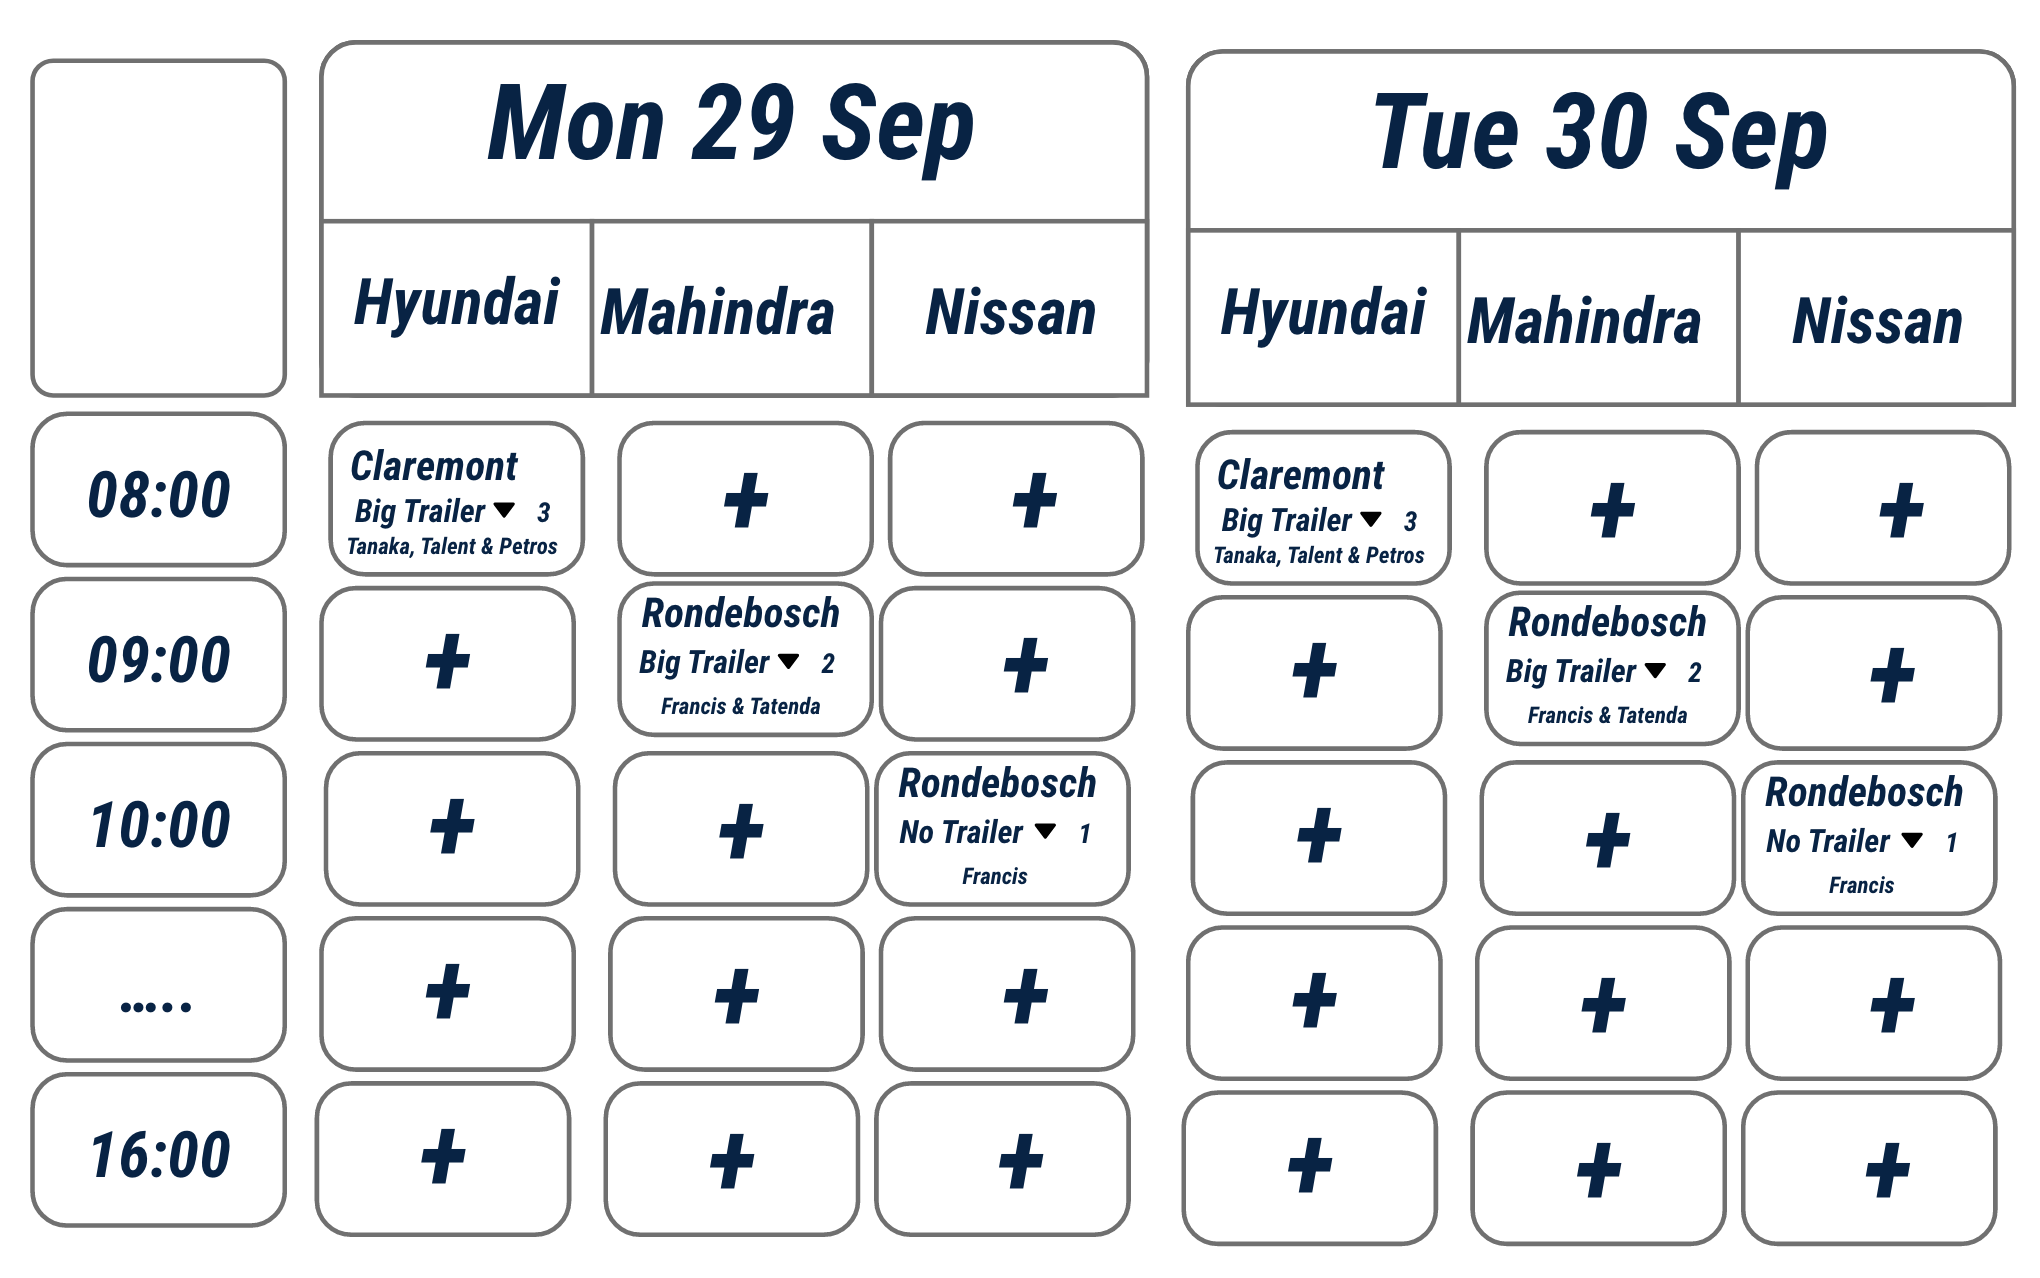 Mon 29 Sep
Tue 30 Sep
Hyundai Mahindra Nissan
Hyundai Mahindra Nissan
08:00
Claremont
Big Trailer ▼ 3
Tanaka, Talent & Petros
+
+
Claremont
Big Trailer ▼ 3
Tanaka, Talent & Petros
+
+
09:00
+
Rondebosch
Big Trailer ▼ 2
Francis & Tatenda
+
+
Rondebosch
Big Trailer ▼ 2
Francis & Tatenda
+
10:00
+
+
Rondebosch
No Trailer ▼ 1
Francis
+
+
Rondebosch
No Trailer ▼ 1
Francis
.....
+
+
+
+
+
+
16:00
+
+
+
+
+
+